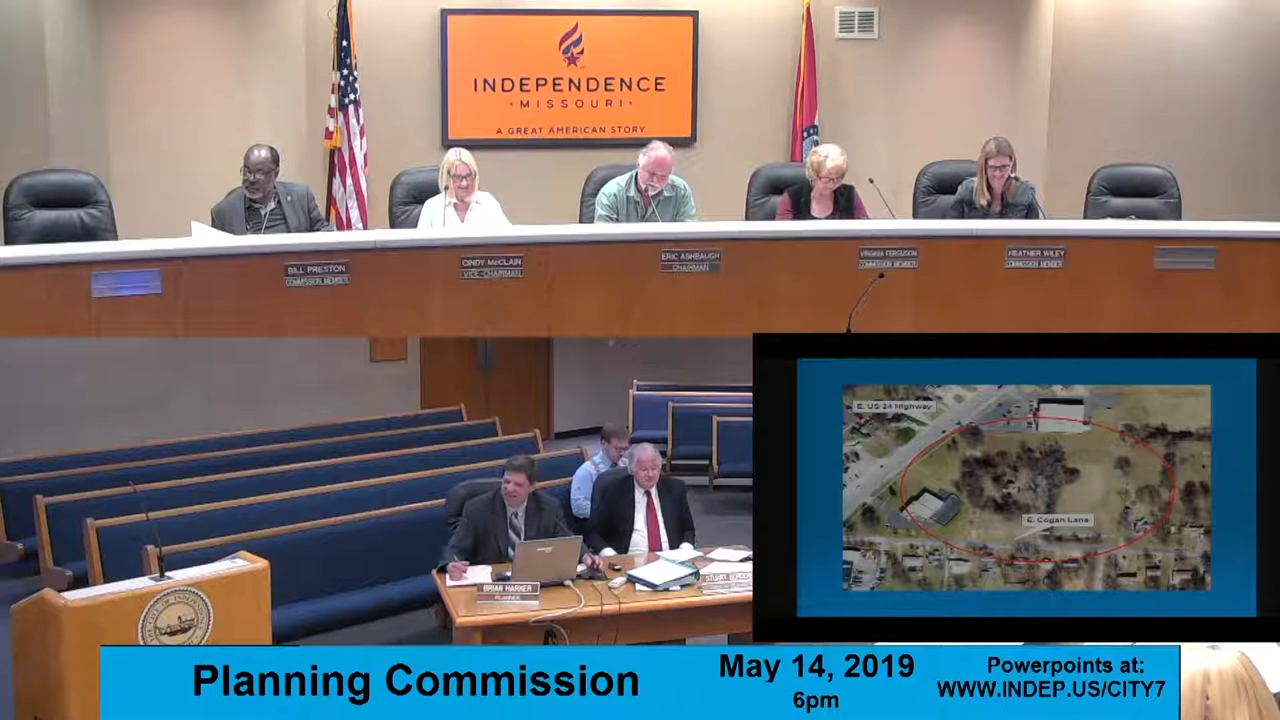 INDEPENDENCE
• MISSOURI •
A GREAT AMERICAN STORY
BILL PRESTON
COMMISSION MEMBER
CINDY McCLAIN
VICE-CHAIRMAN
ERIC ASHBAUGH
CHAIRMAN
VIRGINIA FERGUSON
COMMISSION MEMBER
HEATHER WILEY
COMMISSION MEMBER
E. US 24 Highway
E. Cogan Lane
BRIAN HARKER
PLANNER
STUART
Planning Commission
May 14, 2019
6pm
Powerpoints at:
WWW.INDEP.US/CITY7